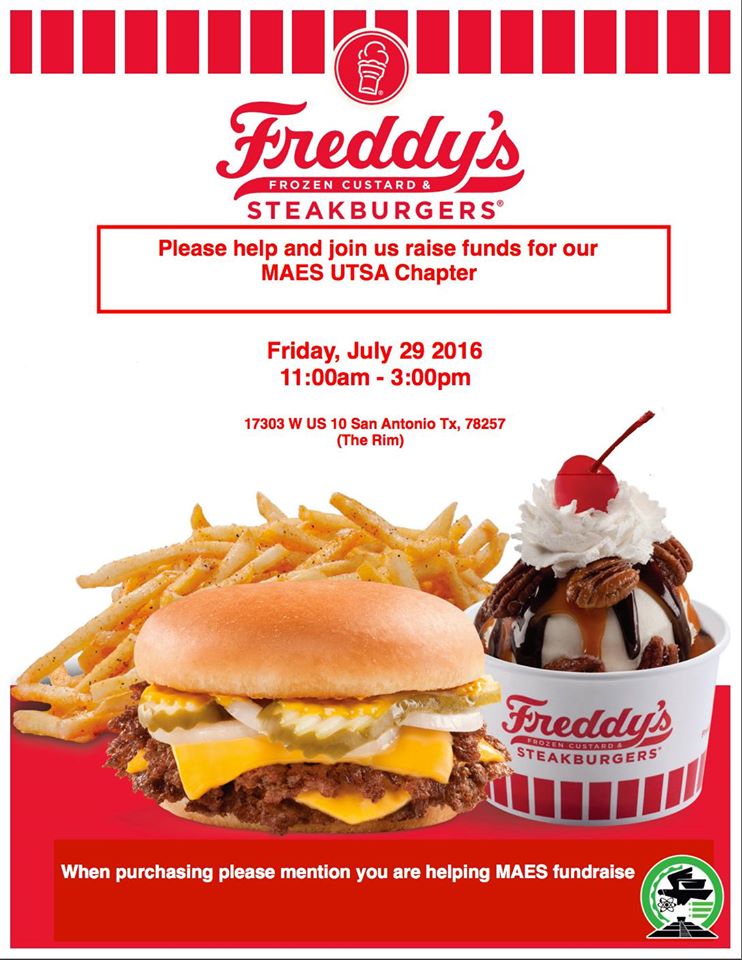 Freddy's
FROZEN CUSTARD &
STEAKBURGERS®
Please help and join us raise funds for our
MAES UTSA Chapter
Friday, July 29 2016
11:00am - 3:00pm
17303 W US 10 San Antonio Tx, 78257
(The Rim)
Freddy's
FROZEN CUSTARD &
STEAKBURGERS®
When purchasing please mention you are helping MAES fundraise